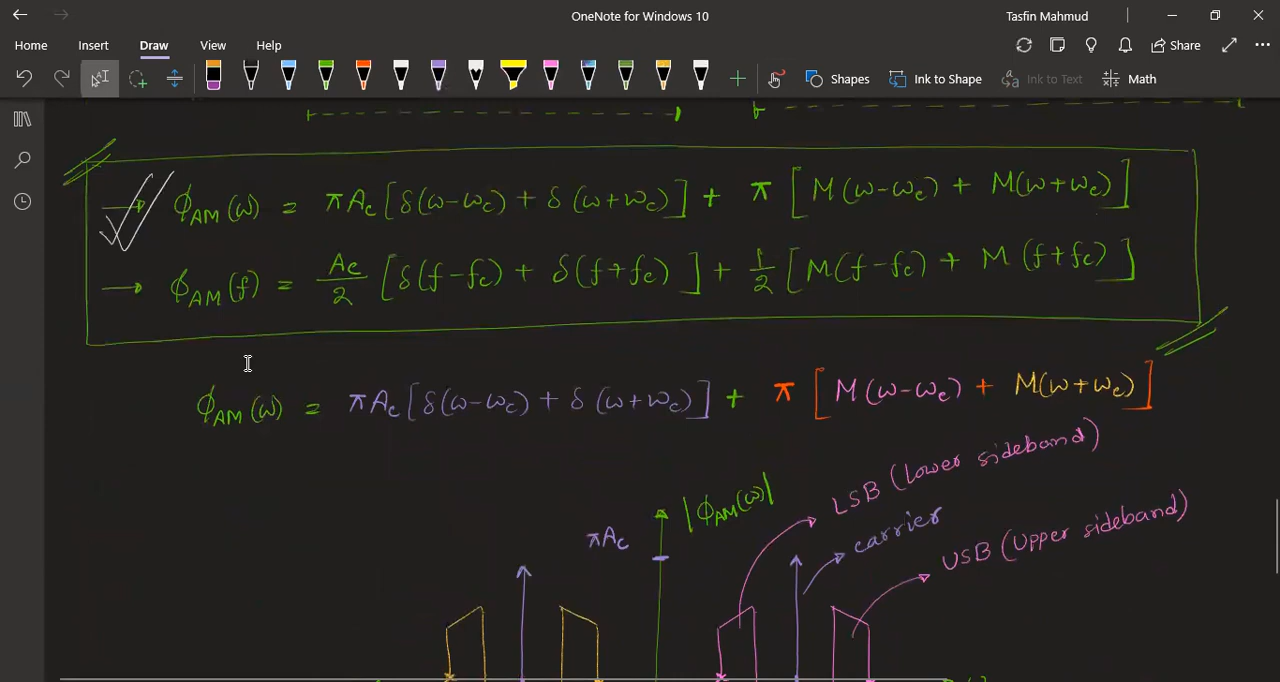 OneNote for Windows 10
Tasfin Mahmud
Home Insert Draw View Help
Share
Shapes Ink to Shape Ink to Text Math
ϕAM(ω) = πAc[δ(ω-ωc) + δ(ω+ωc)] + π[M(ω-ωc) + M(ω+ωc)]
ϕAM(f) = Ac/2 [δ(f-fc) + δ(f+fc)] + 1/2 [M(f-fc) + M(f+fc)]
ϕAM(ω) = πAc[δ(ω-ωc) + δ(ω+ωc)] + π[M(ω-ωc) + M(ω+ωc)]
LSB (Lower sideband)
|ϕAM(ω)|
πAc
carrier
USB (Upper sideband)